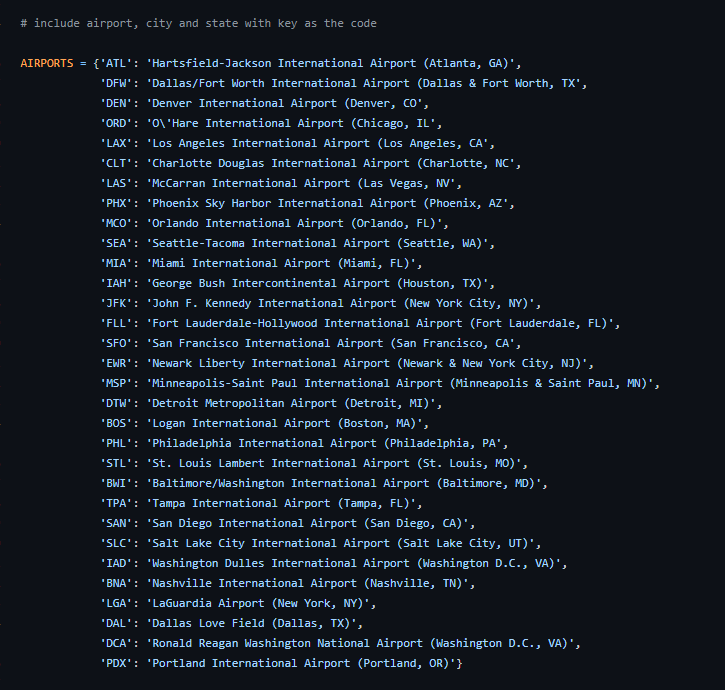 # include airport, city and state with key as the code
AIRPORTS = {'ATL': 'Hartsfield-Jackson International Airport (Atlanta, GA)',
'DFW': 'Dallas/Fort Worth International Airport (Dallas & Fort Worth, TX',
'DEN': 'Denver International Airport (Denver, CO',
'ORD': 'O\'Hare International Airport (Chicago, IL',
'LAX': 'Los Angeles International Airport (Los Angeles, CA',
'CLT': 'Charlotte Douglas International Airport (Charlotte, NC',
'LAS': 'McCarran International Airport (Las Vegas, NV',
'PHX': 'Phoenix Sky Harbor International Airport (Phoenix, AZ',
'MCO': 'Orlando International Airport (Orlando, FL)',
'SEA': 'Seattle-Tacoma International Airport (Seattle, WA)',
'MIA': 'Miami International Airport (Miami, FL)',
'IAH': 'George Bush Intercontinental Airport (Houston, TX)',
'JFK': 'John F. Kennedy International Airport (New York City, NY)',
'FLL': 'Fort Lauderdale-Hollywood International Airport (Fort Lauderdale, FL)',
'SFO': 'San Francisco International Airport (San Francisco, CA',
'EWR': 'Newark Liberty International Airport (Newark & New York City, NJ)',
'MSP': 'Minneapolis-Saint Paul International Airport (Minneapolis & Saint Paul, MN)',
'DTW': 'Detroit Metropolitan Airport (Detroit, MI)',
'BOS': 'Logan International Airport (Boston, MA)',
'PHL': 'Philadelphia International Airport (Philadelphia, PA',
'STL': 'St. Louis Lambert International Airport (St. Louis, MO)',
'BWI': 'Baltimore/Washington International Airport (Baltimore, MD)',
'TPA': 'Tampa International Airport (Tampa, FL)',
'SAN': 'San Diego International Airport (San Diego, CA)',
'SLC': 'Salt Lake City International Airport (Salt Lake City, UT)',
'IAD': 'Washington Dulles International Airport (Washington D.C., VA)',
'BNA': 'Nashville International Airport (Nashville, TN)',
'LGA': 'LaGuardia Airport (New York, NY)',
'DAL': 'Dallas Love Field (Dallas, TX)',
'DCA': 'Ronald Reagan Washington National Airport (Washington D.C., VA)',
'PDX': 'Portland International Airport (Portland, OR)'}